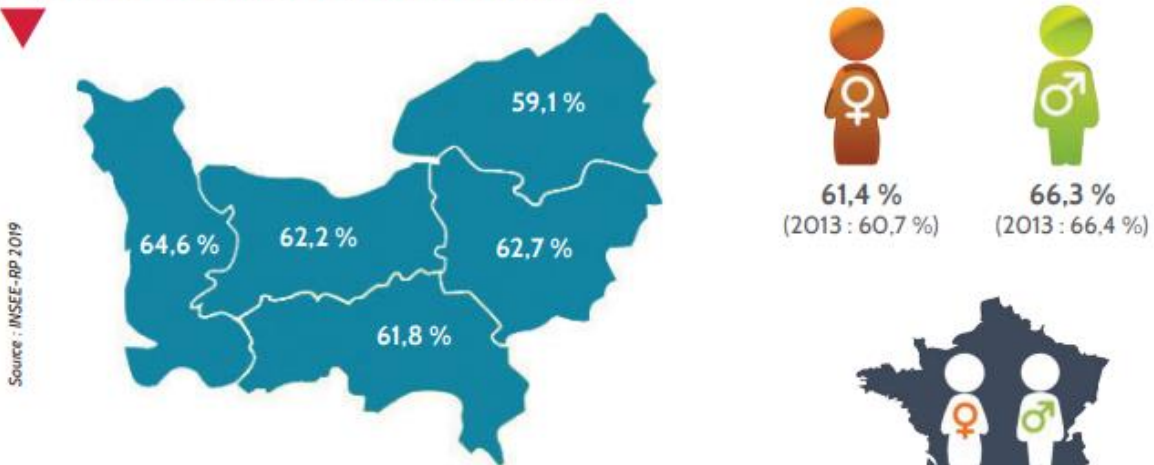 59,1 %
64,6 %
62,2 %
62,7 %
61,8 %
Source : INSEE-RP 2019
61,4 %
(2013 : 60,7 %)
66,3 %
(2013 : 66,4 %)